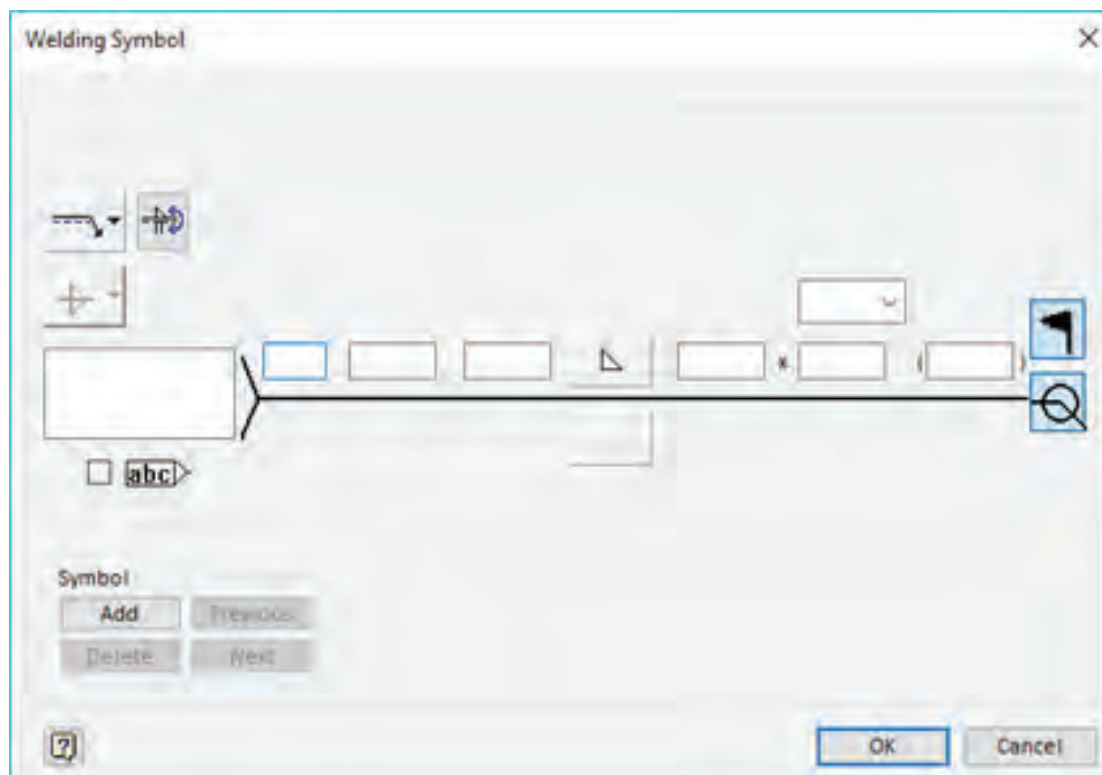 Welding Symbol
abc
Symbol
Add Previous
Delete Next
OK Cancel